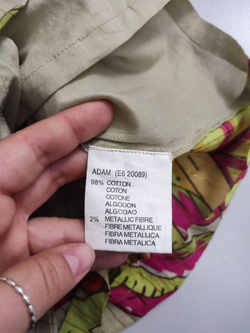 ADAM (E6 20089)
98% COTTON
COTON
COTONE
ALGODON
ALGODAO
2% METALLIC FIBRE
FIBRE METALLIQUE
FIBRA METALLICA
FIBRA METALICA